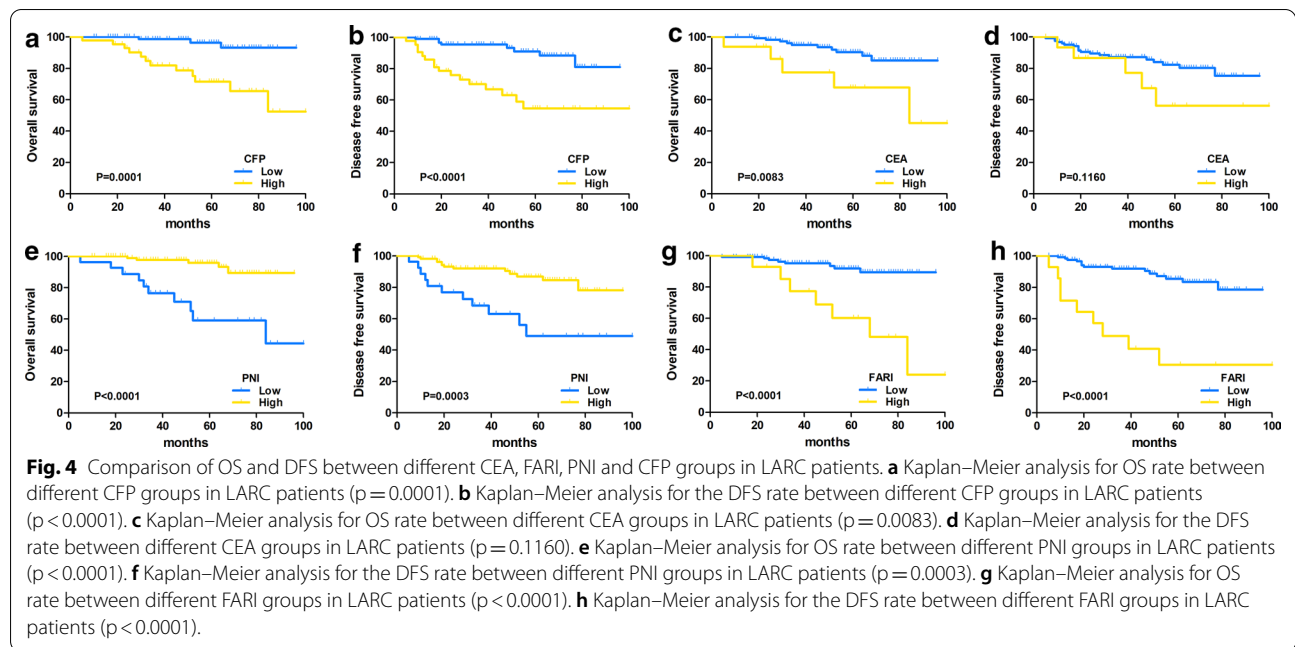 a
Overall survival
100
80
60
40
20
0
0 20 40 60 80 100
months
CFP
Low
High
P=0.0001
b
Disease free survival
100
80
60
40
20
0
0 20 40 60 80 100
months
CFP
Low
High
P<0.0001
c
Overall survival
100
80
60
40
20
0
0 20 40 60 80 100
months
CEA
Low
High
P=0.0083
d
Disease free survival
100
80
60
40
20
0
0 20 40 60 80 100
months
CEA
Low
High
P=0.1160
e
Overall survival
100
80
60
40
20
0
0 20 40 60 80 100
months
PNI
Low
High
P<0.0001
f
Disease free survival
100
80
60
40
20
0
0 20 40 60 80 100
months
PNI
Low
High
P=0.0003
g
Overall survival
100
80
60
40
20
0
0 20 40 60 80 100
months
FARI
Low
High
P<0.0001
h
Disease free survival
100
80
60
40
20
0
0 20 40 60 80 100
months
FARI
Low
High
P<0.0001
Fig. 4 Comparison of OS and DFS between different CEA, FARI, PNI and CFP groups in LARC patients. a Kaplan–Meier analysis for OS rate between
different CFP groups in LARC patients (p = 0.0001). b Kaplan–Meier analysis for the DFS rate between different CFP groups in LARC patients
(p < 0.0001). c Kaplan–Meier analysis for OS rate between different CEA groups in LARC patients (p = 0.0083). d Kaplan–Meier analysis for the DFS
rate between different CEA groups in LARC patients (p = 0.1160). e Kaplan–Meier analysis for OS rate between different PNI groups in LARC patients
(p < 0.0001). f Kaplan–Meier analysis for the DFS rate between different PNI groups in LARC patients (p = 0.0003). g Kaplan–Meier analysis for OS
rate between different FARI groups in LARC patients (p < 0.0001). h Kaplan–Meier analysis for the DFS rate between different FARI groups in LARC
patients (p < 0.0001).